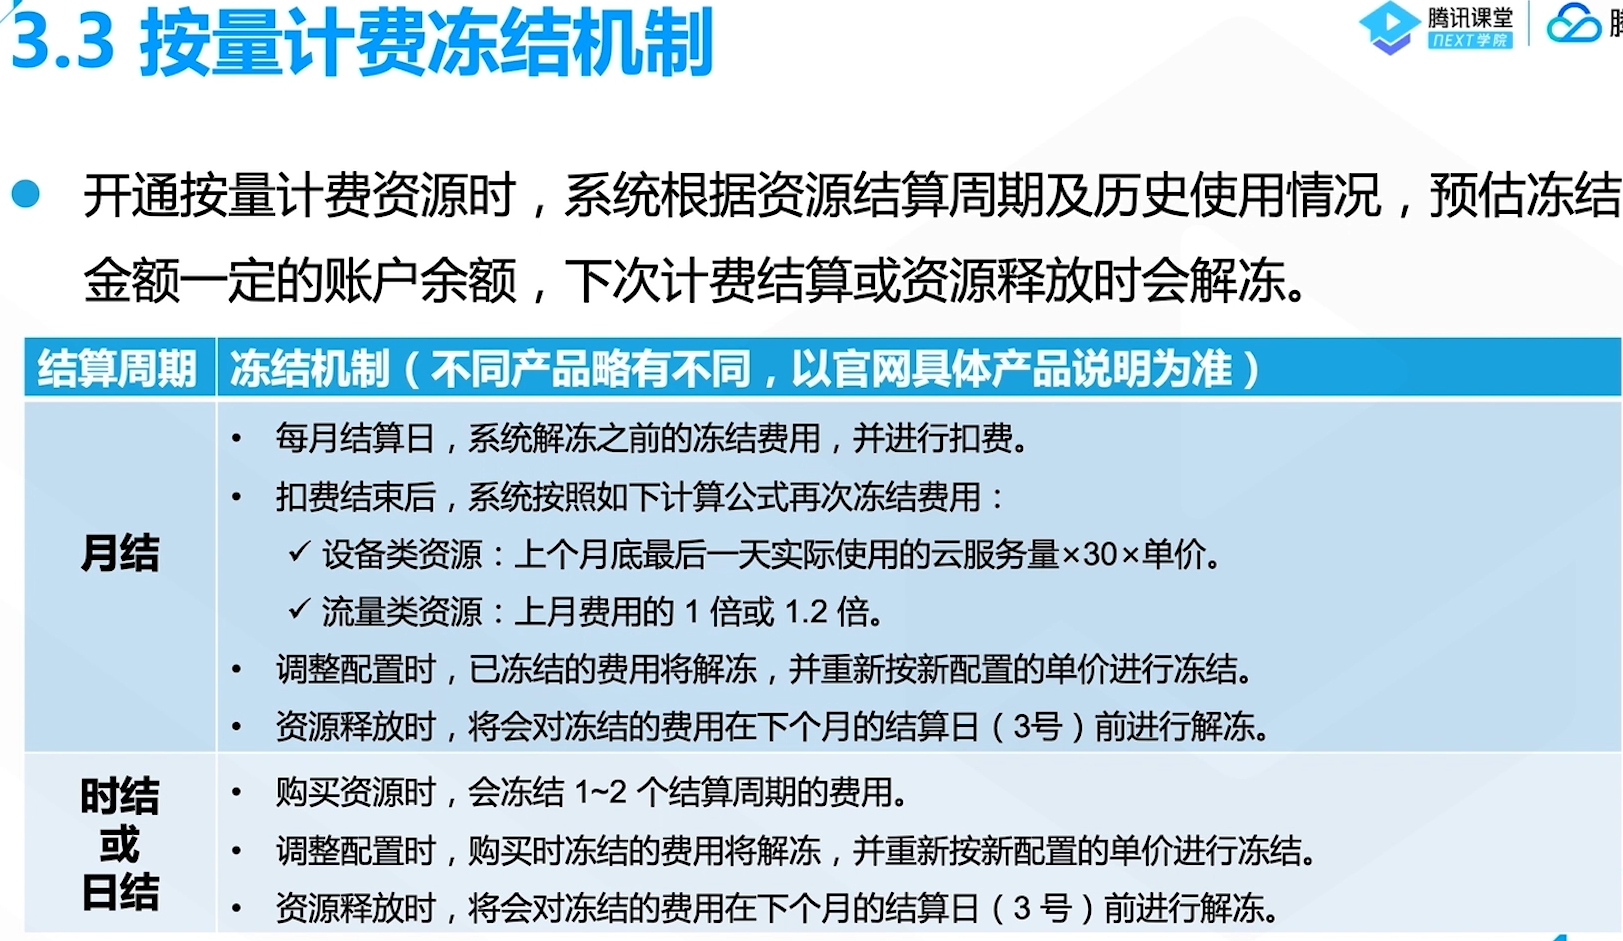 3.3 按量计费冻结机制
腾讯课堂
NEXT学院
开通按量计费资源时，系统根据资源结算周期及历史使用情况，预估冻结
金额一定的账户余额，下次计费结算或资源释放时会解冻。
结算周期
冻结机制（不同产品略有不同，以官网具体产品说明为准）
月结
• 每月结算日，系统解冻之前的冻结费用，并进行扣费。
• 扣费结束后，系统按照如下计算公式再次冻结费用：
✓ 设备类资源：上个月底最后一天实际使用的云服务量×30×单价。
✓ 流量类资源：上月费用的 1 倍或 1.2 倍。
• 调整配置时，已冻结的费用将解冻，并重新按新配置的单价进行冻结。
• 资源释放时，将会对冻结的费用在下个月的结算日（3号）前进行解冻。
时结
或
日结
• 购买资源时，会冻结 1~2 个结算周期的费用。
• 调整配置时，购买时冻结的费用将解冻，并重新按新配置的单价进行冻结。
• 资源释放时，将会对冻结的费用在下个月的结算日（3 号）前进行解冻。